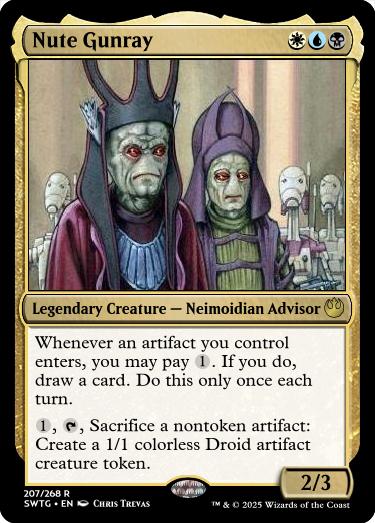 Nute Gunray
Legendary Creature — Neimoidian Advisor
Whenever an artifact you control
enters, you may pay 1. If you do,
draw a card. Do this only once each
turn.
1, , Sacrifice a nontoken artifact:
Create a 1/1 colorless Droid artifact
creature token.
2/3
207/268 R
SWTG • EN Chris Trevas
™ & © 2025 Wizards of the Coast